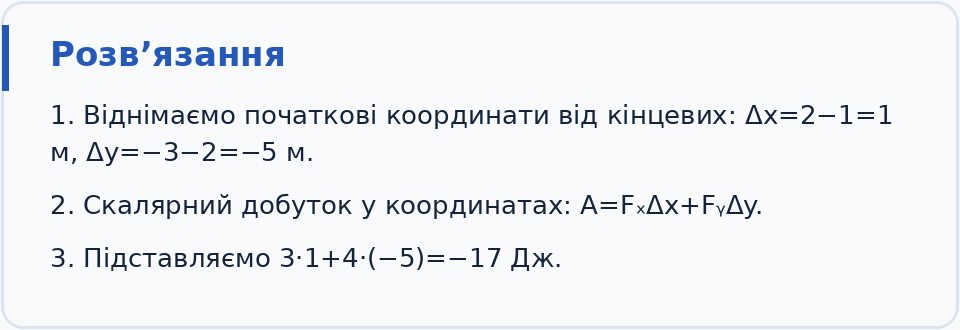 Розв’язання
1. Віднімаємо початкові координати від кінцевих: Δx=2−1=1
м, Δy=−3−2=−5 м.
2. Скалярний добуток у координатах: A=FₓΔx+FᵧΔy.
3. Підставляємо 3·1+4·(−5)=−17 Дж.